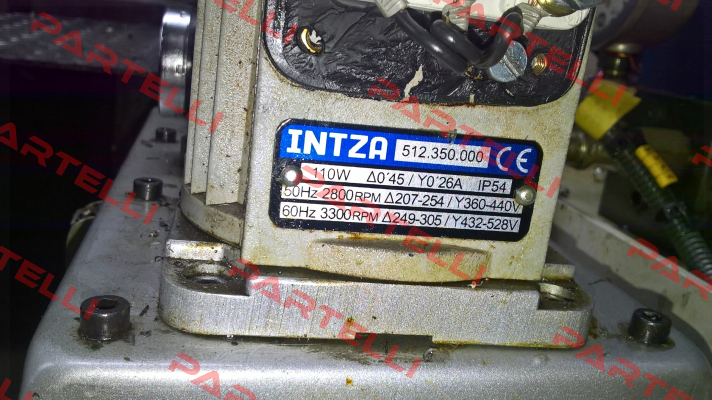 INTZA 512.350.000 CE
110W Δ0'45 / Y0'26A IP54
50Hz 2800RPM Δ207-254 / Y360-440V
60Hz 3300RPM Δ249-305 / Y432-528V
PARTELLI